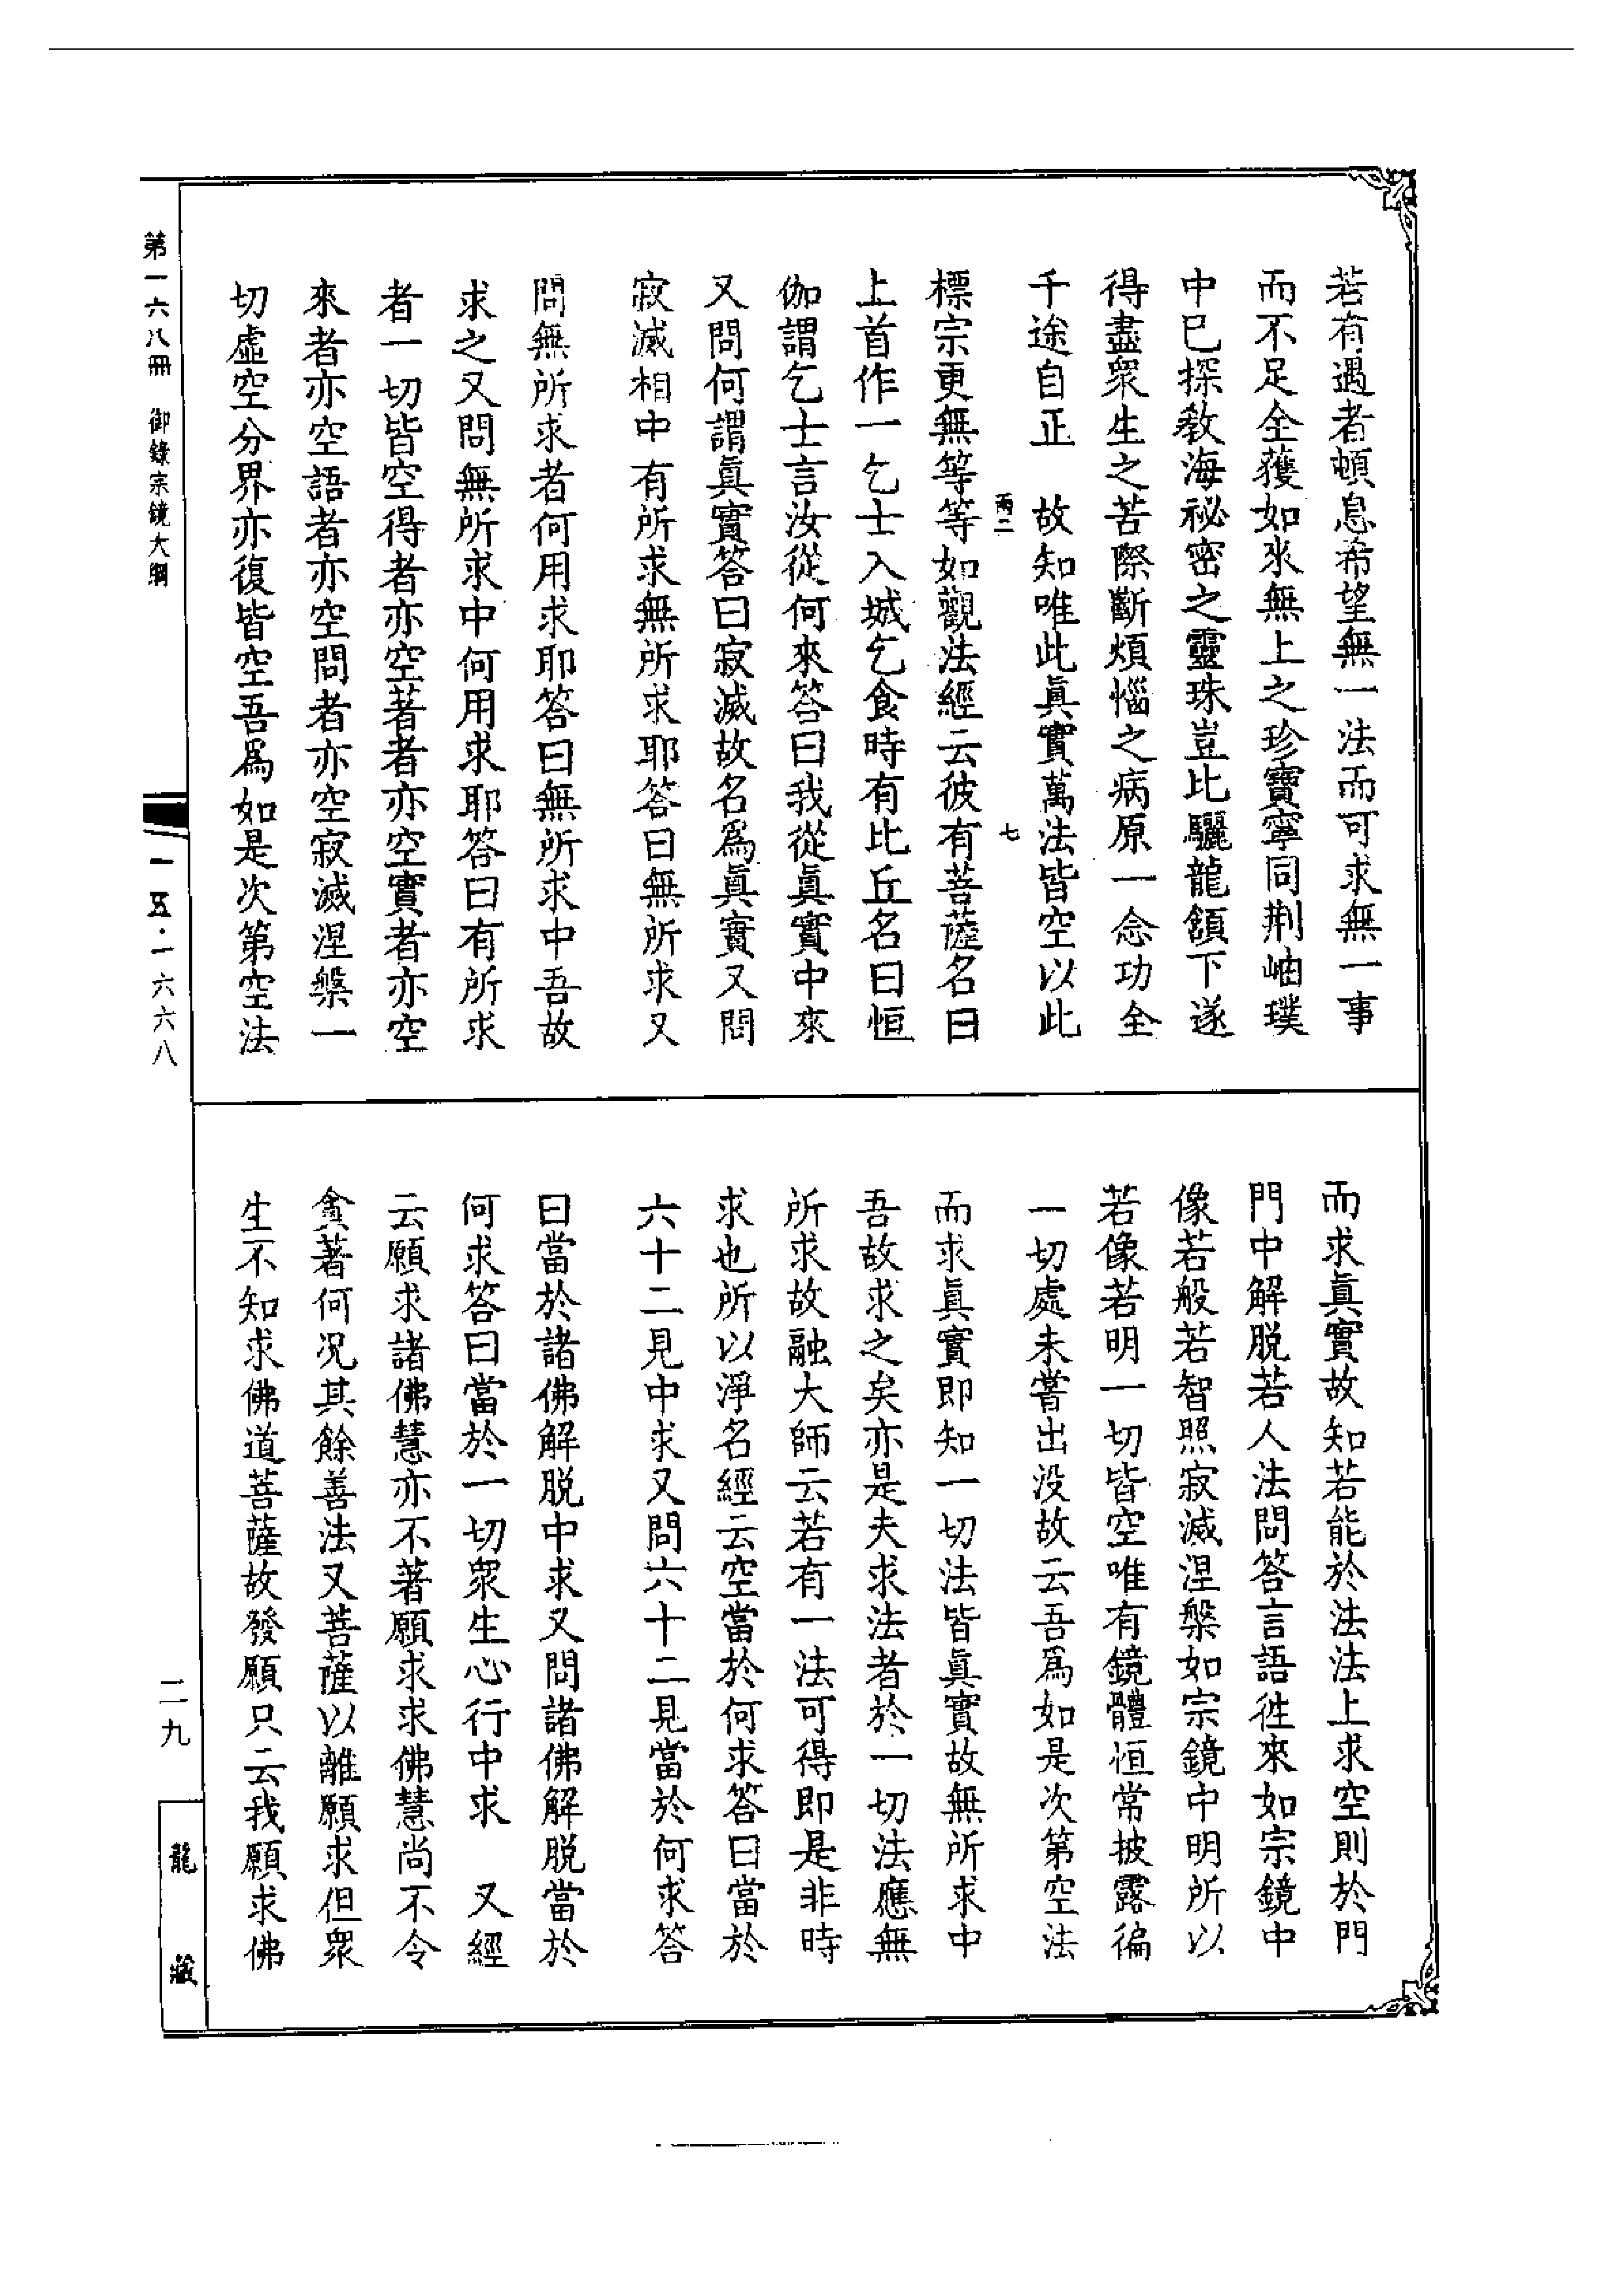 若有遇者頓息希望無一法而可求無一事
而不足全獲如來無上之珍寶寧同荆岫璞
中已探教海祕密之靈珠豈比驪龍頷下遂
得盡衆生之苦際斷煩惱之病原一念功全
千途自正　故知唯此眞實萬法皆空以此
七
標宗更無等等如觀法經云彼有菩薩名曰
上首作一乞士入城乞食時有比丘名曰恒
伽謂乞士言汝從何來答曰我從眞實中來
又問何謂眞實答曰寂滅故名爲眞實又問
寂滅相中有所求無所求耶答曰無所求又
問無所求者何用求耶答曰無所求中吾故
求之又問無所求中何用求耶答曰有所求
者一切皆空得者亦空著者亦空實者亦空
來者亦空語者亦空問者亦空寂滅涅槃一
切虛空分界亦復皆空吾爲如是次第空法
而求眞實故知若能於法法上求空則於門
門中解脫若人法問答言語徃來如宗鏡中
像若般若智照寂滅涅槃如宗鏡中明所以
若像若明一切皆空唯有鏡體恒常披露徧
一切處未嘗出沒故云吾爲如是次第空法
而求眞實即知一切法皆眞實故無所求中
吾故求之矣亦是夫求法者於一切法應無
所求故融大師云若有一法可得即是非時
求也所以淨名經云空當於何求答曰當於
六十二見中求又問六十二見當於何求答
曰當於諸佛解脫中求又問諸佛解脫當於
何求答曰當於一切衆生心行中求　又經
云願求諸佛慧亦不著願求求佛慧尚不令
貪著何況其餘善法又菩薩以離願求但衆
生不知求佛道菩薩故發願只云我願求佛
第一六八冊　御錄宗鏡大綱
一五·一六六八
二九
龍藏